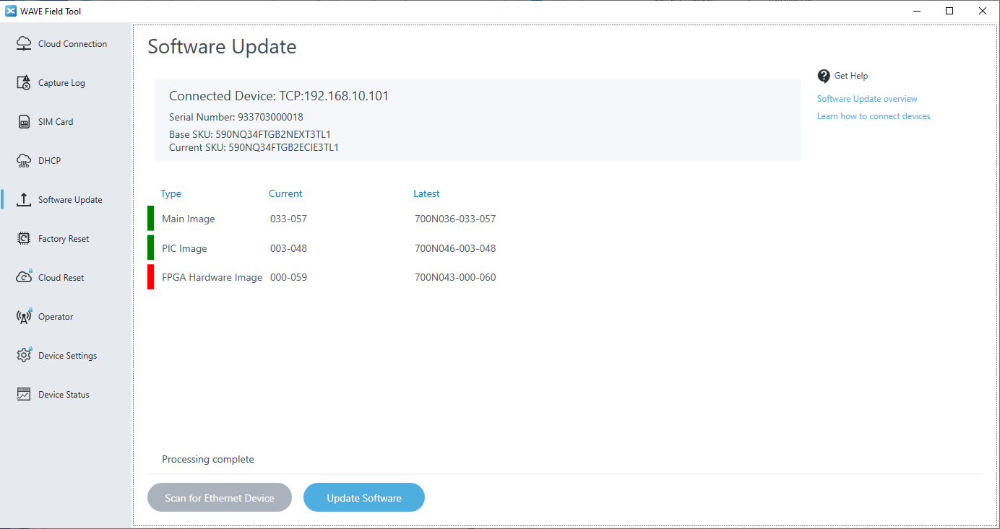 WAVE Field Tool
Cloud Connection
Capture Log
SIM Card
DHCP
Software Update
Factory Reset
Cloud Reset
Operator
Device Settings
Device Status
Software Update
Connected Device: TCP:192.168.10.101
Serial Number: 933703000018
Base SKU: 590NQ34FTGB2NEXT3TL1
Current SKU: 590NQ34FTGB2ECIE3TL1
Get Help
Software Update overview
Learn how to connect devices
Type Current Latest
Main Image 033-057 700N036-033-057
PIC Image 003-048 700N046-003-048
FPGA Hardware Image 000-059 700N043-000-060
Processing complete
Scan for Ethernet Device
Update Software